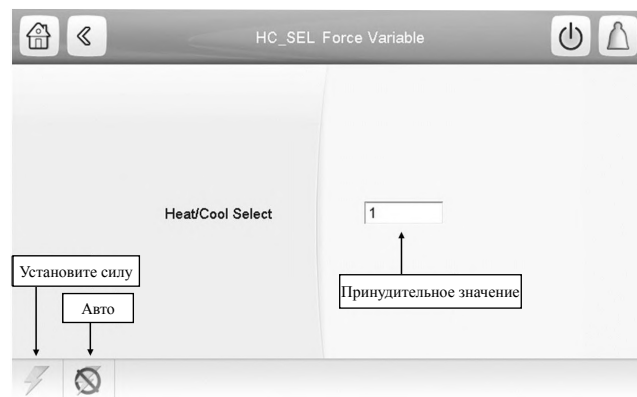 HC_SEL Force Variable
Heat/Cool Select
1
Установите силу
Принудительное значение
Авто